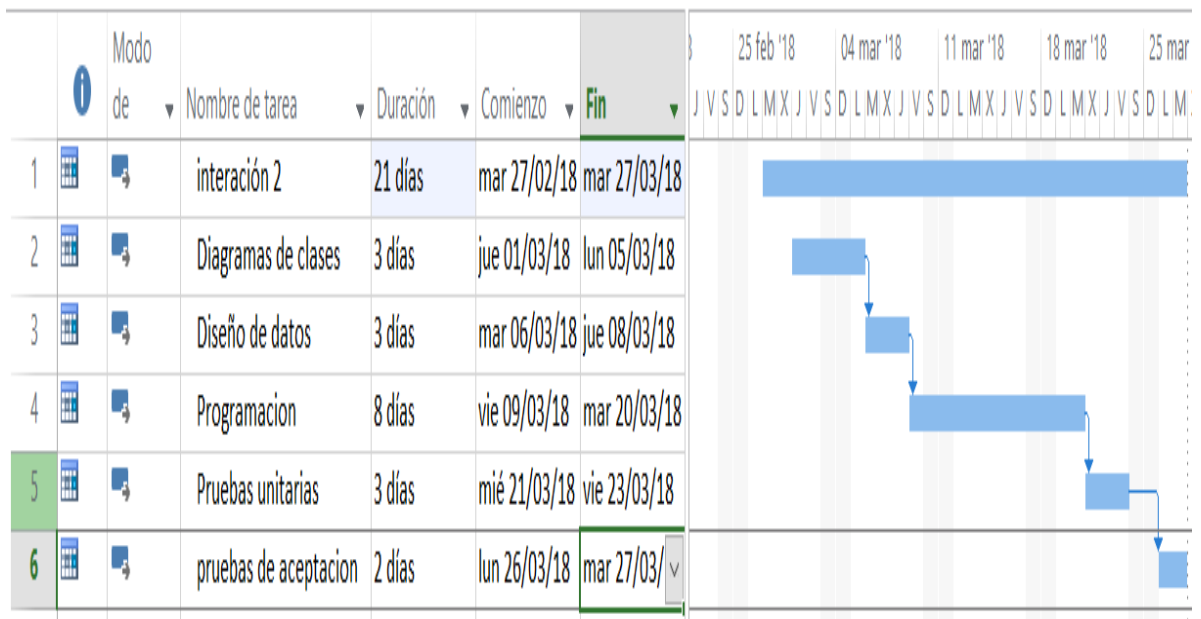 Modo de
Nombre de tarea
Duración
Comienzo
Fin
3
25 feb '18
04 mar '18
11 mar '18
18 mar '18
25 mar
J V S D L M X J V S D L M X J V S D L M X J V S D L M X J V S D L M
1 interación 2 21 días mar 27/02/18 mar 27/03/18
2 Diagramas de clases 3 días jue 01/03/18 lun 05/03/18
3 Diseño de datos 3 días mar 06/03/18 jue 08/03/18
4 Programacion 8 días vie 09/03/18 mar 20/03/18
5 Pruebas unitarias 3 días mié 21/03/18 vie 23/03/18
6 pruebas de aceptacion 2 días lun 26/03/18 mar 27/03/